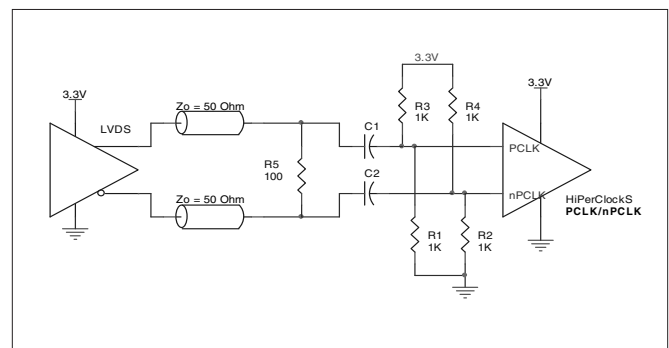 3.3V
3.3V
3.3V
Zo = 50 Ohm
LVDS
R3
1K
R4
1K
C1
PCLK
R5
100
C2
nPCLK
HiPerClockS
PCLK/nPCLK
Zo = 50 Ohm
R1
1K
R2
1K